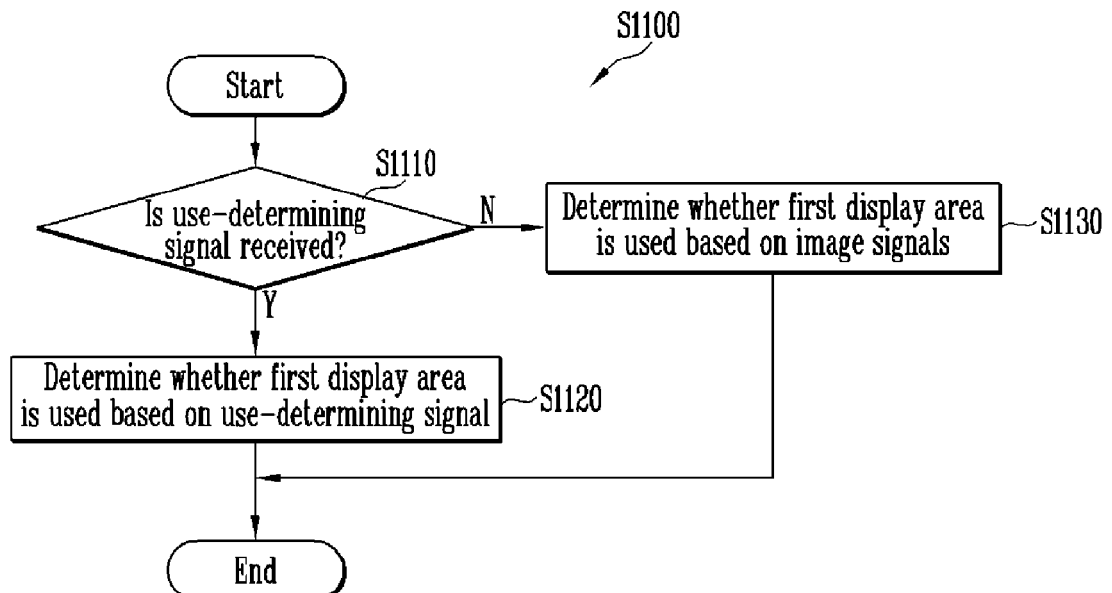 S1100
Start
S1110
Is use-determining
signal received?
N
Determine whether first display area
is used based on image signals
S1130
Y
Determine whether first display area
is used based on use-determining signal
S1120
End